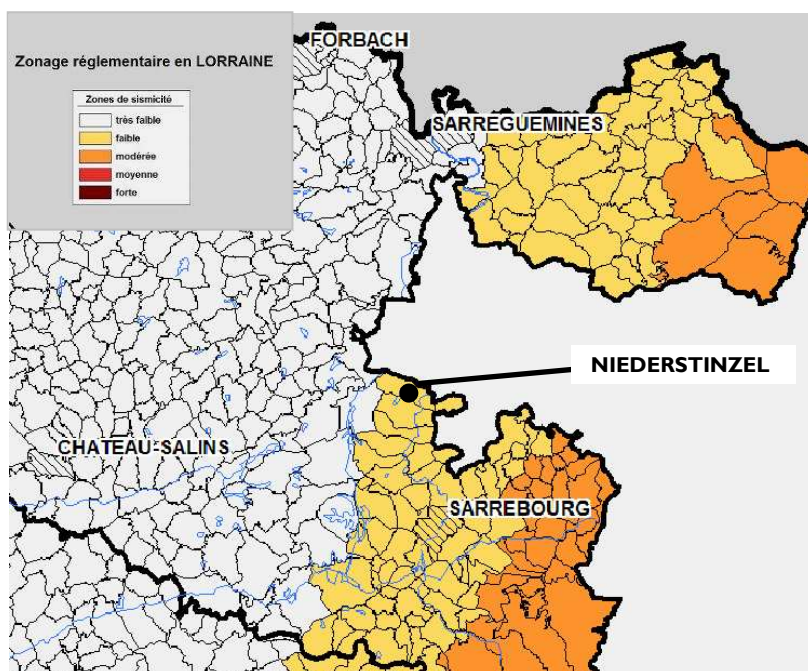 Zonage réglementaire en LORRAINE
Zones de sismicité
très faible
faible
modérée
moyenne
forte
FORBACH
SARREGUEMINES
NIEDERSTINZEL
CHATEAU-SALINS
SARREBOURG